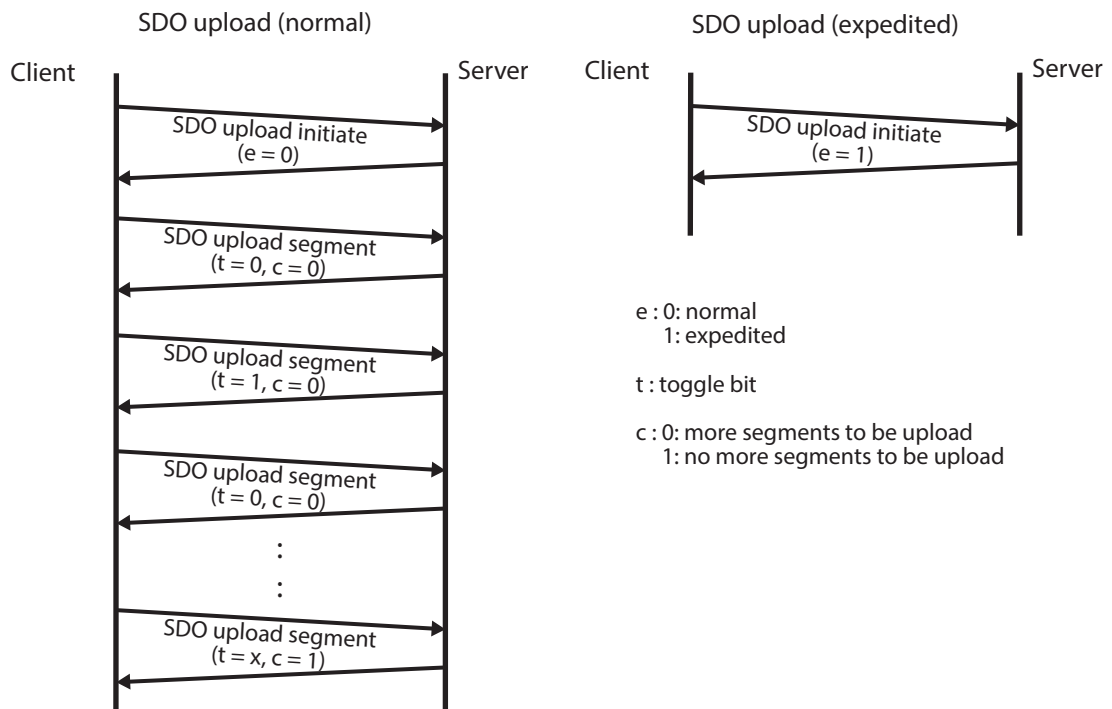 SDO upload (normal)
Client
Server
SDO upload initiate
(e = 0)
SDO upload segment
(t = 0, c = 0)
SDO upload segment
(t = 1, c = 0)
SDO upload segment
(t = 0, c = 0)
:
:
SDO upload segment
(t = x, c = 1)
SDO upload (expedited)
Client
Server
SDO upload initiate
(e = 1)
e : 0: normal
1: expedited
t : toggle bit
c : 0: more segments to be upload
1: no more segments to be upload